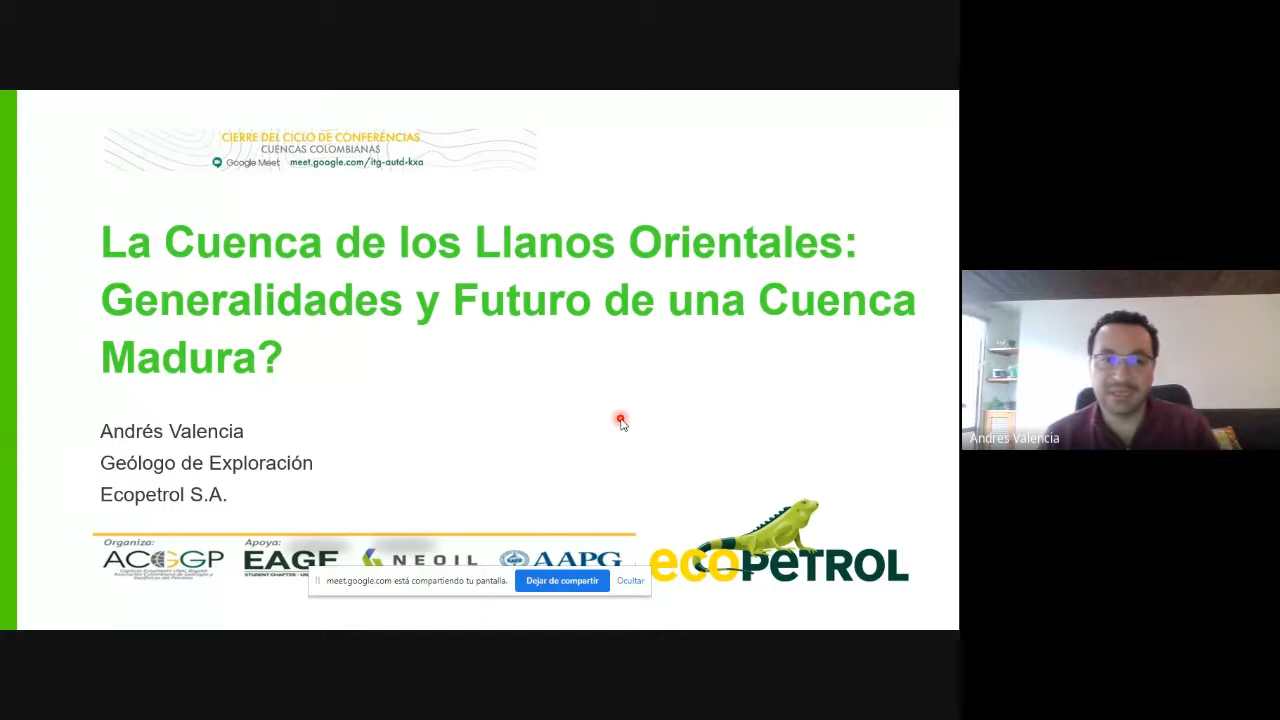 CIERRE DEL CICLO DE CONFERENCIAS
CUENCAS COLOMBIANAS
Google Meet meet.google.com/itg-autd-kxa
La Cuenca de los Llanos Orientales:
Generalidades y Futuro de una Cuenca
Madura?
Andrés Valencia
Geólogo de Exploración
Ecopetrol S.A.
Organiza:
ACGGP
Apoya:
EAGE
STUDENT CHAPTER
NEOIL
AAPG
ecoPETROL
meet.google.com está compartiendo tu pantalla.
Dejar de compartir
Ocultar
Andres Valencia